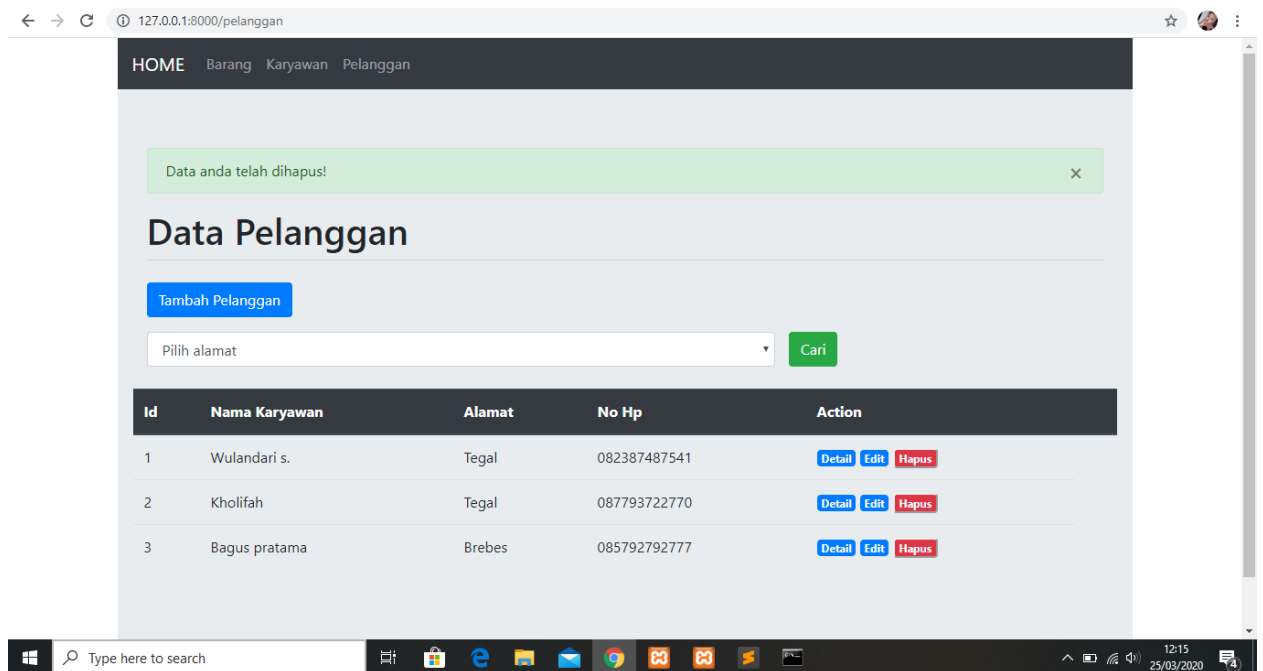 127.0.0.1:8000/pelanggan
HOME Barang Karyawan Pelanggan
Data anda telah dihapus! ×
Data Pelanggan
Tambah Pelanggan
Pilih alamat Cari
Id Nama Karyawan Alamat No Hp Action
1 Wulandari s. Tegal 082387487541 Detail Edit Hapus
2 Kholifah Tegal 087793722770 Detail Edit Hapus
3 Bagus pratama Brebes 085792792777 Detail Edit Hapus
Type here to search 12:15
25/03/2020 4